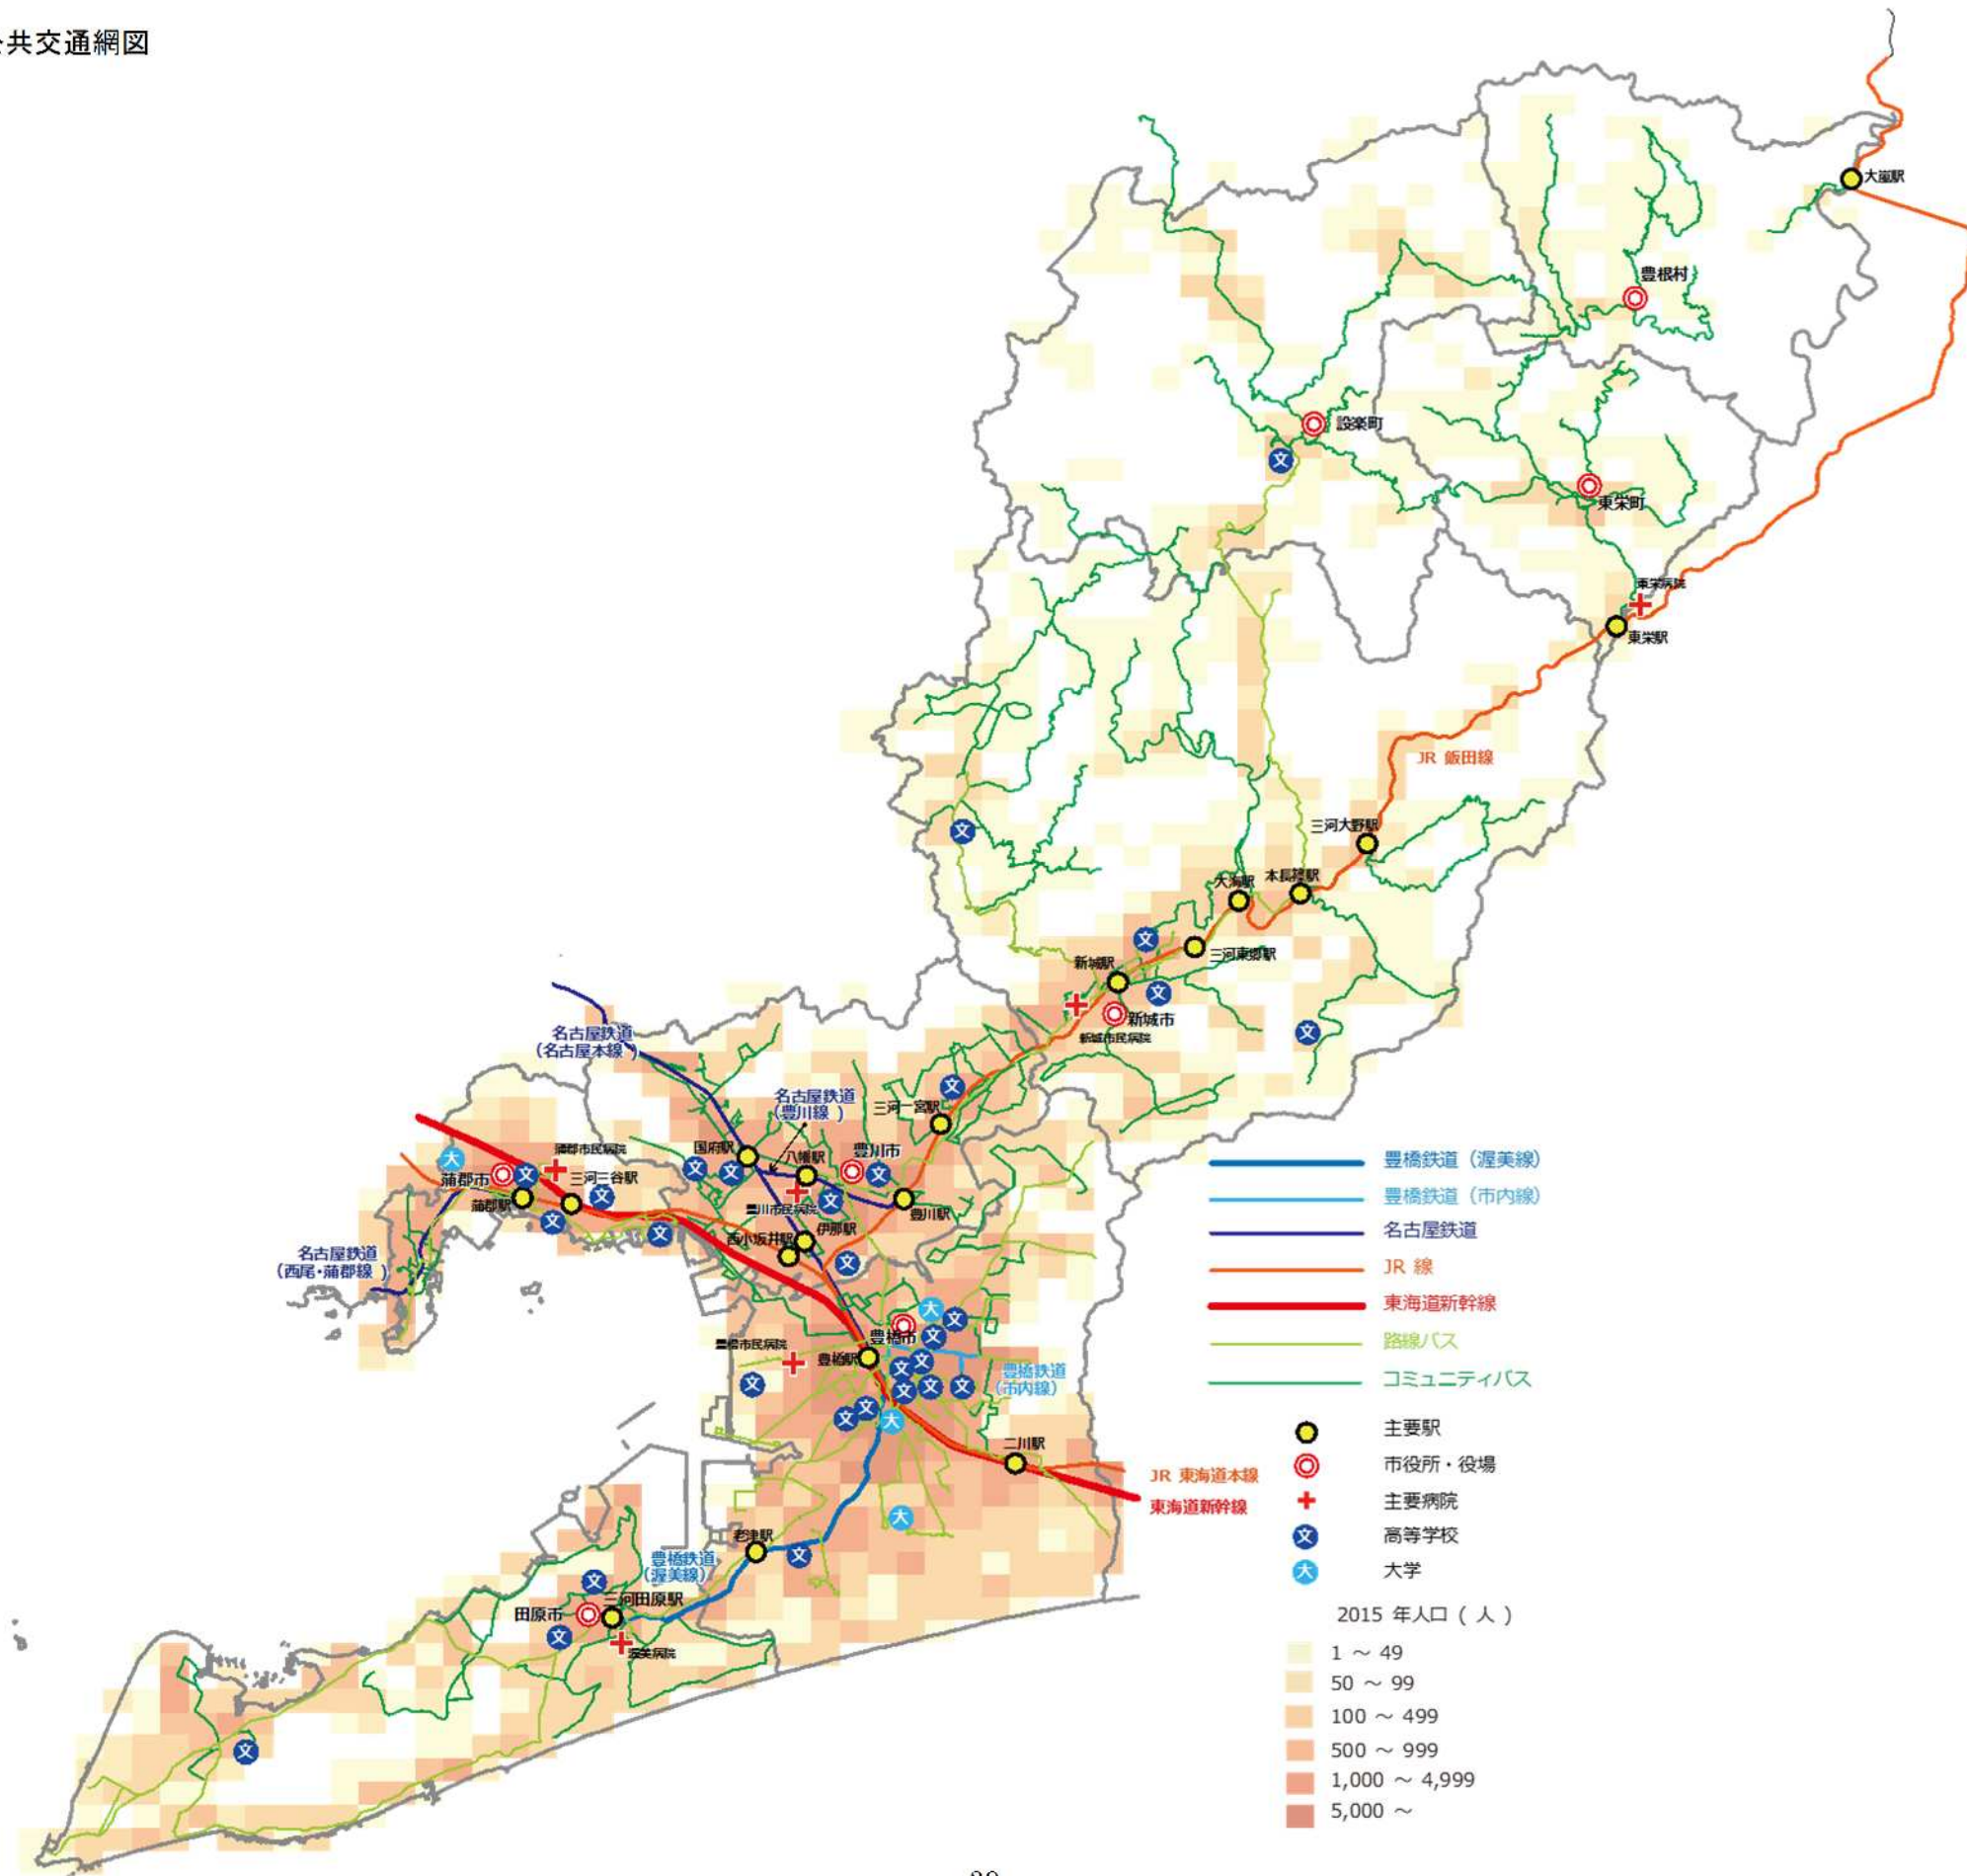 共交通網図
大嵐駅
豊根村
設楽町
東栄町
東栄病院
東栄駅
JR 飯田線
三河大野駅
大海駅
本長篠駅
三河東郷駅
新城駅
新城市
新城市民病院
名古屋鉄道
(名古屋本線 )
名古屋鉄道
(豊川線 )
三河一宮駅
国府駅
八幡駅
豊川市
蒲郡市民病院
大
蒲郡市
三河三谷駅
蒲郡駅
豊川市民病院
豊川駅
伊那駅
西小坂井駅
名古屋鉄道
(西尾・蒲郡線 )
大
豊橋市
豊橋市民病院
豊橋駅
豊橋鉄道
(市内線)
大
二川駅
JR 東海道本線
東海道新幹線
大
老津駅
豊橋鉄道
(渥美線)
三河田原駅
田原市
渥美病院
豊橋鉄道 (渥美線)
豊橋鉄道 (市内線)
名古屋鉄道
JR 線
東海道新幹線
路線バス
コミュニティバス
主要駅
市役所・役場
主要病院
文 高等学校
大 大学
2015 年人口 ( 人 )
1 ～ 49
50 ～ 99
100 ～ 499
500 ～ 999
1,000 ～ 4,999
5,000 ～